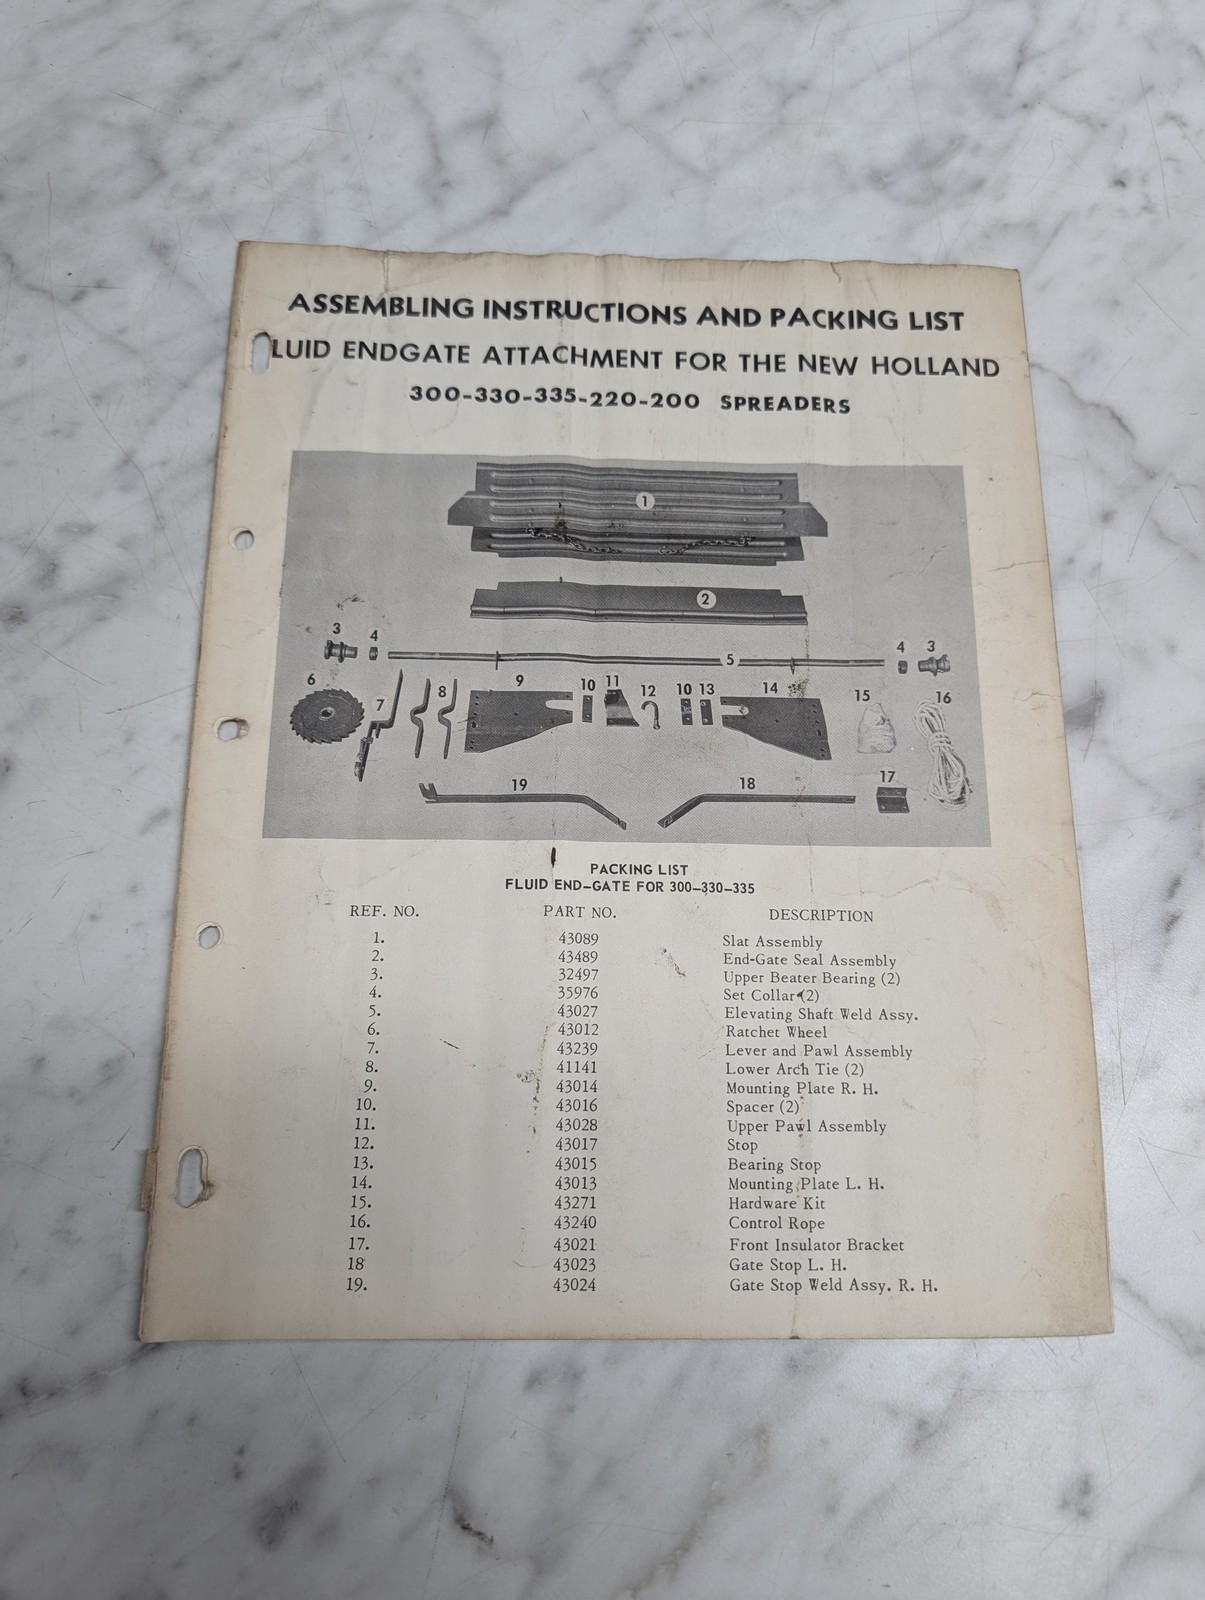 ASSEMBLING INSTRUCTIONS AND PACKING LIST
LUID ENDGATE ATTACHMENT FOR THE NEW HOLLAND
300-330-335-220-200 SPREADERS
1
2
3 4 5 4 3
6 7 8 9 10 11 12 10 13 14 15 16
19 18 17
PACKING LIST
FLUID END-GATE FOR 300-330-335
REF. NO. PART NO. DESCRIPTION
1. 43089 Slat Assembly
2. 43489 End-Gate Seal Assembly
3. 32497 Upper Beater Bearing (2)
4. 35976 Set Collar (2)
5. 43027 Elevating Shaft Weld Assy.
6. 43012 Ratchet Wheel
7. 43239 Lever and Pawl Assembly
8. 41141 Lower Arch Tie (2)
9. 43014 Mounting Plate R. H.
10. 43016 Spacer (2)
11. 43028 Upper Pawl Assembly
12. 43017 Stop
13. 43015 Bearing Stop
14. 43013 Mounting Plate L. H.
15. 43271 Hardware Kit
16. 43240 Control Rope
17. 43021 Front Insulator Bracket
18 43023 Gate Stop L. H.
19. 43024 Gate Stop Weld Assy. R. H.